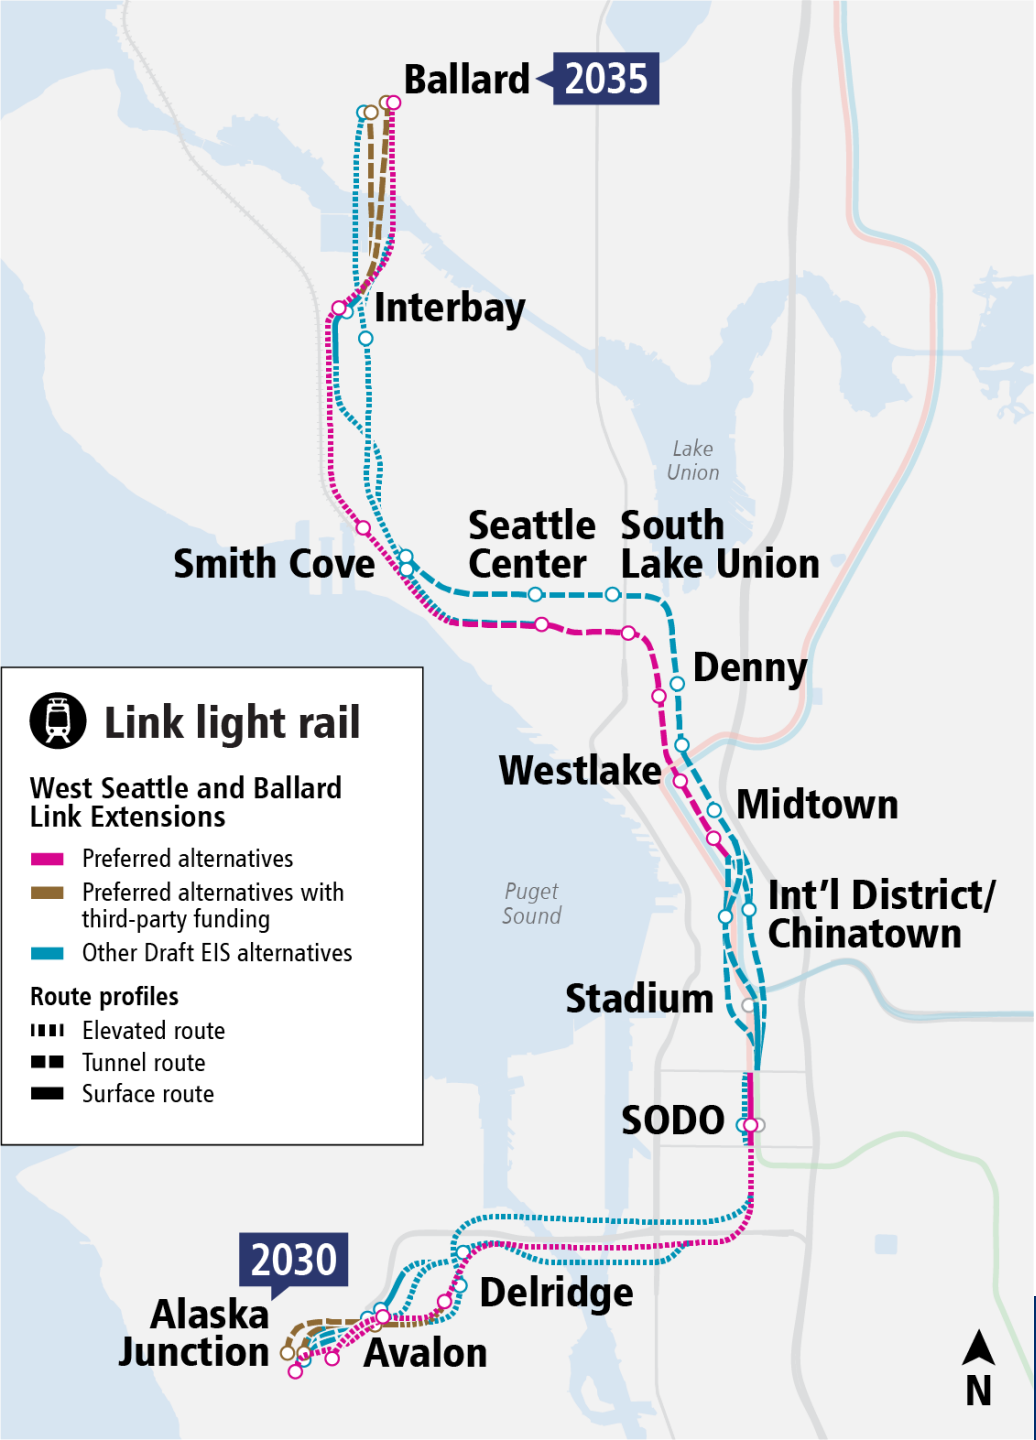 Ballard
2035
Interbay
Lake
Union
Seattle
Center
South
Lake Union
Smith Cove
Denny
Link light rail
Westlake
West Seattle and Ballard
Link Extensions
Midtown
Preferred alternatives
Preferred alternatives with
third-party funding
Other Draft EIS alternatives
Puget
Sound
Int’l District/
Chinatown
Route profiles
Elevated route
Tunnel route
Surface route
Stadium
SODO
2030
Delridge
Alaska
Junction
Avalon
N